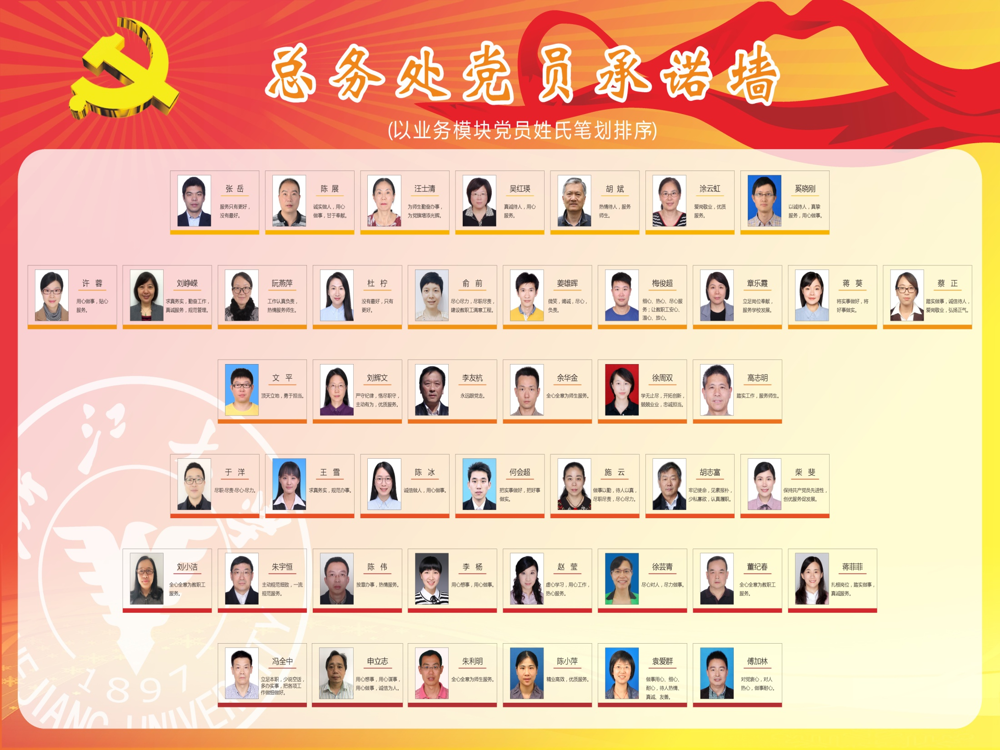 总务处党员承诺墙
(以业务模块党员姓氏笔划排序)
张 岳
服务只有更好，
没有最好。
陈 展
诚实做人，用心
做事，甘于奉献。
汪士清
为师生勤奋办事，
为党旗增添光辉。
吴红瑛
真诚待人，用心
服务。
胡 斌
热情待人，服务
师生。
涂云虹
爱岗敬业，优质
服务。
奚晓刚
以诚待人，真挚
服务，用心做事。
许 蓉
用心做事，贴心
服务。
刘峥嵘
求真务实，勤奋工作，
真诚服务，规范管理。
阮燕萍
工作认真负责，
热情服务师生。
杜 柠
没有最好，只有
更好。
俞 前
尽心尽力，尽职尽责，
建设教职工满意工程。
姜雄晖
微笑，竭诚，尽心，
负责。
梅俊超
细心、热心、尽心服
务；让教职工安心、
温心、放心。
章乐霞
立足岗位奉献，
服务学校发展。
蒋 葵
将实事做好，将
好事做实。
蔡 正
踏实做事，诚信待人，
爱岗敬业，弘扬正气。
文 平
顶天立地，勇于担当。
刘辉文
严守纪律，恪尽职守，
主动有为，优质服务。
李友杭
永远跟党走。
余华金
全心全意为师生服务。
徐周双
学无止尽，开拓创新，
兢兢业业，忠诚担当。
高志明
踏实工作，服务师生。
于 洋
尽职·尽责·尽心·尽力。
王 雪
求真务实，规范办事。
陈 冰
诚信做人，用心做事。
何会超
把实事做好，把好事
做实。
施 云
做事以勤，待人以真，
尽职尽责，尽心尽力。
胡志富
牢记使命，见素报朴，
少私寡欲，认真履职。
柴 斐
保持共产党员先进性，
创优服务促发展。
刘小洁
全心全意为教职工
服务。
朱宇恒
主动规范细致，一流
规范服务。
陈 伟
按章办事，热情服务。
李 杨
用心想事，用心做事。
赵 莹
虚心学习，用心工作，
热心服务。
徐芸青
尽心对人，尽力做事。
董纪春
全心全意为教职工
服务。
蒋菲菲
扎根岗位，踏实做事，
真诚服务。
冯全中
立足本职，少说空话，
多办实事，把各项工
作做细做好。
申立志
用心想事，用心谋事，
用心做事，诚信为人。
朱利明
全心全意为师生服务。
陈小萍
精业高效，优质服务。
袁爱群
做事用心、细心、
耐心，待人热情、
真诚、友善。
傅加林
对党衷心，对人
热心，做事耐心。
江大
1897
JIANG UNIVERSITY